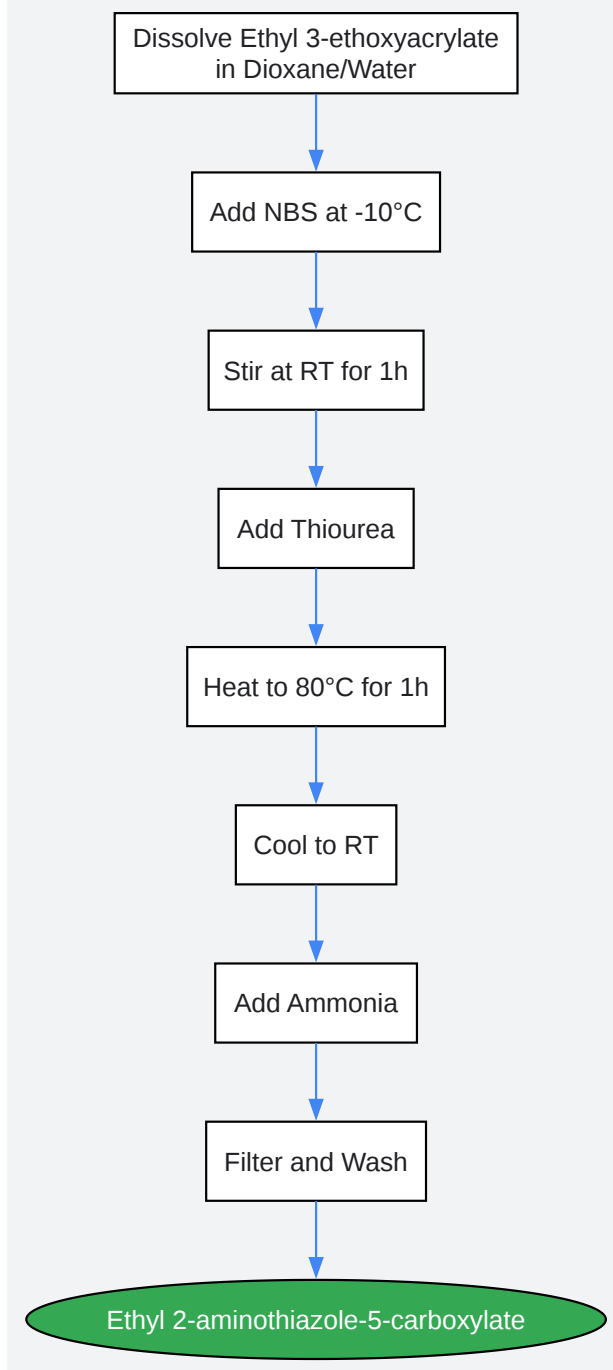 Dissolve Ethyl 3-ethoxyacrylate
in Dioxane/Water
Add NBS at -10°C
Stir at RT for 1h
Add Thiourea
Heat to 80°C for 1h
Cool to RT
Add Ammonia
Filter and Wash
Ethyl 2-aminothiazole-5-carboxylate